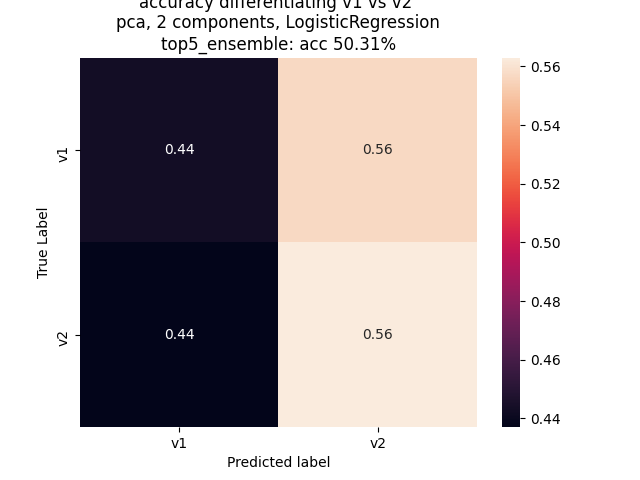 accuracy differentiating v1 vs v2
pca, 2 components, LogisticRegression
top5_ensemble: acc 50.31%
0.44
0.56
0.44
0.56
v1
v2
True Label
v1
v2
Predicted label
0.56
0.54
0.52
0.50
0.48
0.46
0.44